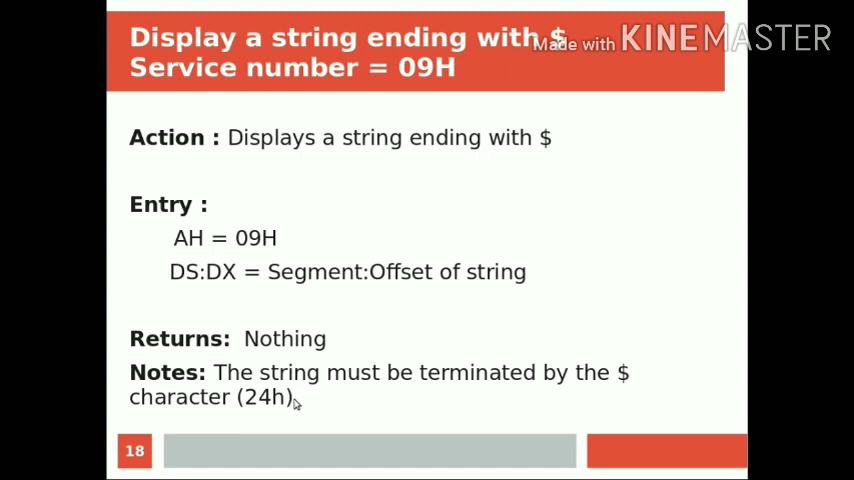 Display a string ending with $
Made with KINEMASTER
Service number = 09H
Action : Displays a string ending with $
Entry :
AH = 09H
DS:DX = Segment:Offset of string
Returns: Nothing
Notes: The string must be terminated by the $
character (24h)
18